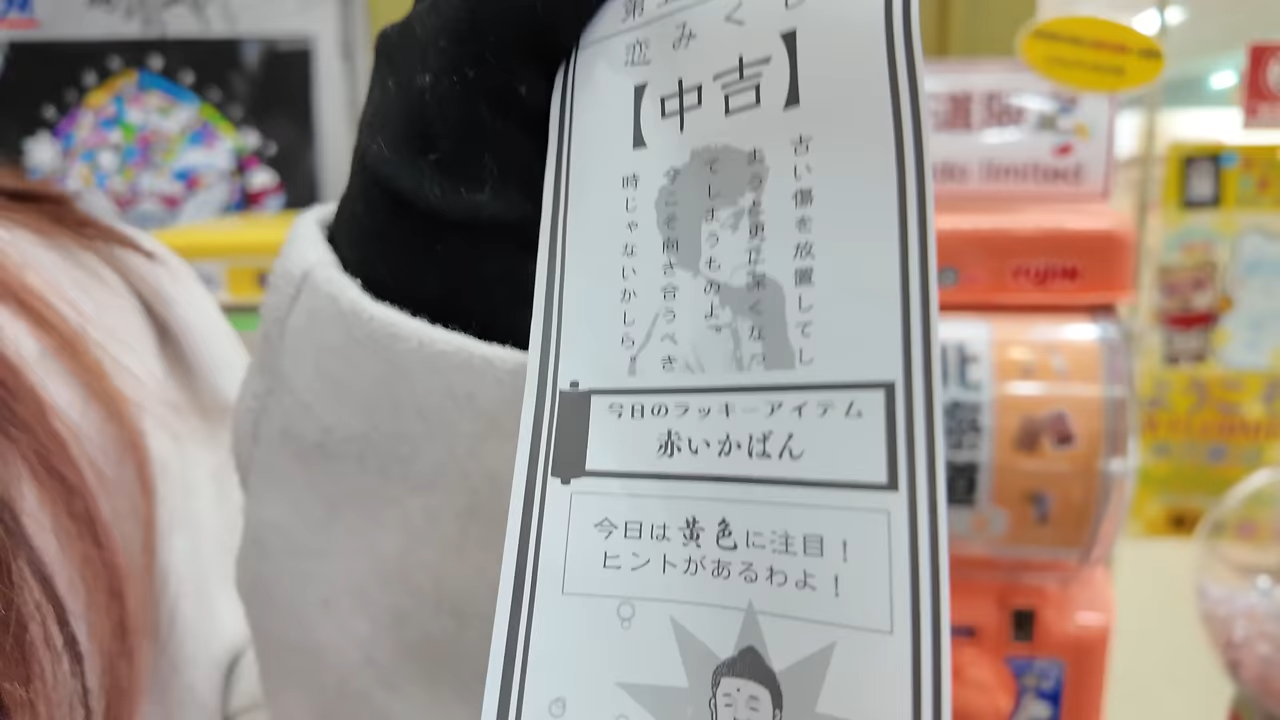 恋みくじ
【中吉】
古い傷を放置してし
まうと更に深くなっ
てしまうものよ。
今こそ向き合うべき
時じゃないかしら。
今日のラッキーアイテム
赤いかばん
今日は黄色に注目！
ヒントがあるわよ！
limited